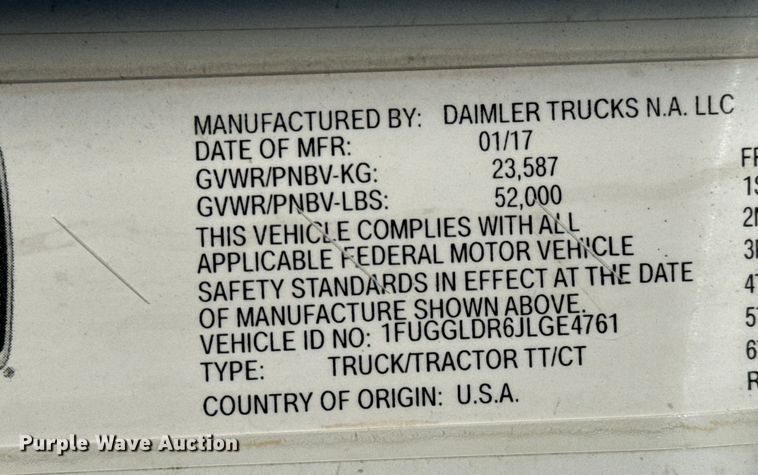 MANUFACTURED BY: DAIMLER TRUCKS N.A. LLC
DATE OF MFR: 01/17
GVWR/PNBV-KG: 23,587
GVWR/PNBV-LBS: 52,000
THIS VEHICLE COMPLIES WITH ALL
APPLICABLE FEDERAL MOTOR VEHICLE
SAFETY STANDARDS IN EFFECT AT THE DATE
OF MANUFACTURE SHOWN ABOVE.
VEHICLE ID NO: 1FUGGLDR6JLGE4761
TYPE: TRUCK/TRACTOR TT/CT
COUNTRY OF ORIGIN: U.S.A.
®
Purple Wave Auction